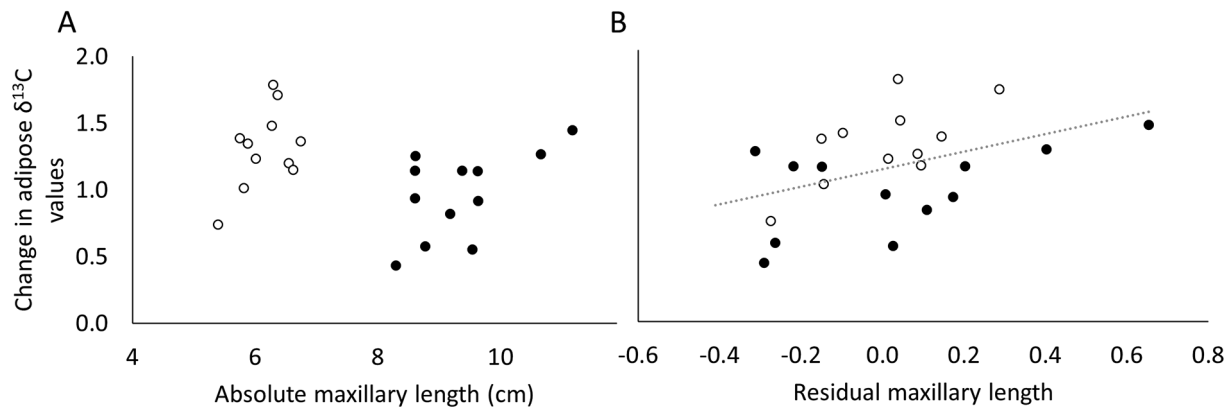 A
B
Change in adipose δ13C
values
2.0
1.5
1.0
0.5
0.0
4
6
8
10
Absolute maxillary length (cm)
-0.6
-0.4
-0.2
0.0
0.2
0.4
0.6
0.8
Residual maxillary length